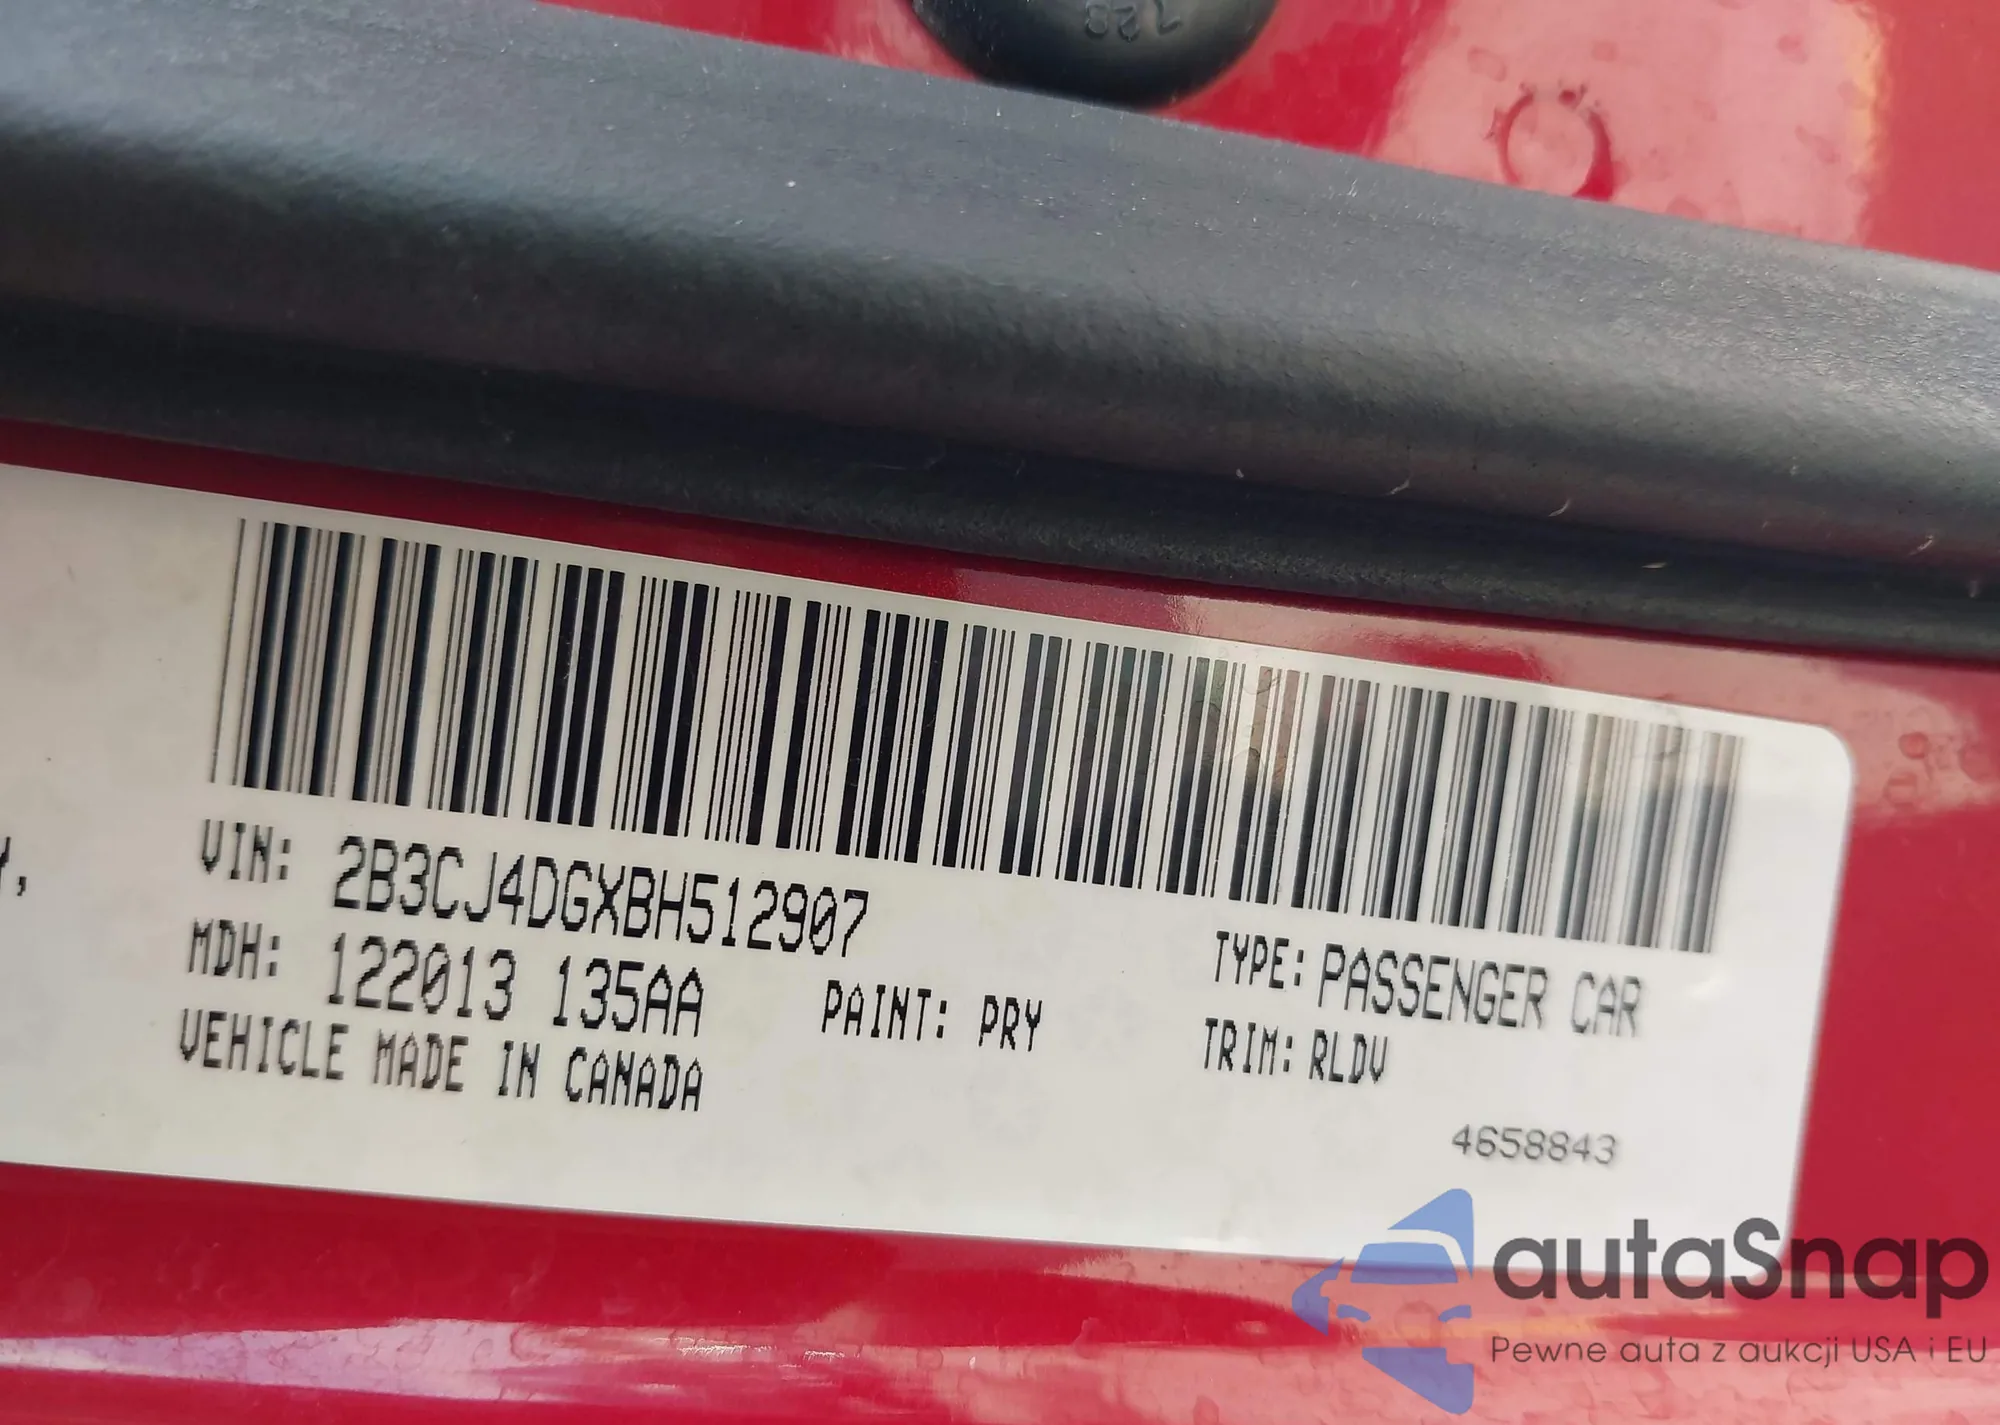 128
Y,
VIN: 2B3CJ4DGXBH512907
MDH: 122013 135AA
PAINT: PRY
VEHICLE MADE IN CANADA
TYPE: PASSENGER CAR
TRIM: RLDV
4658843
autaSnap
Pewne auta z aukcji USA i EU